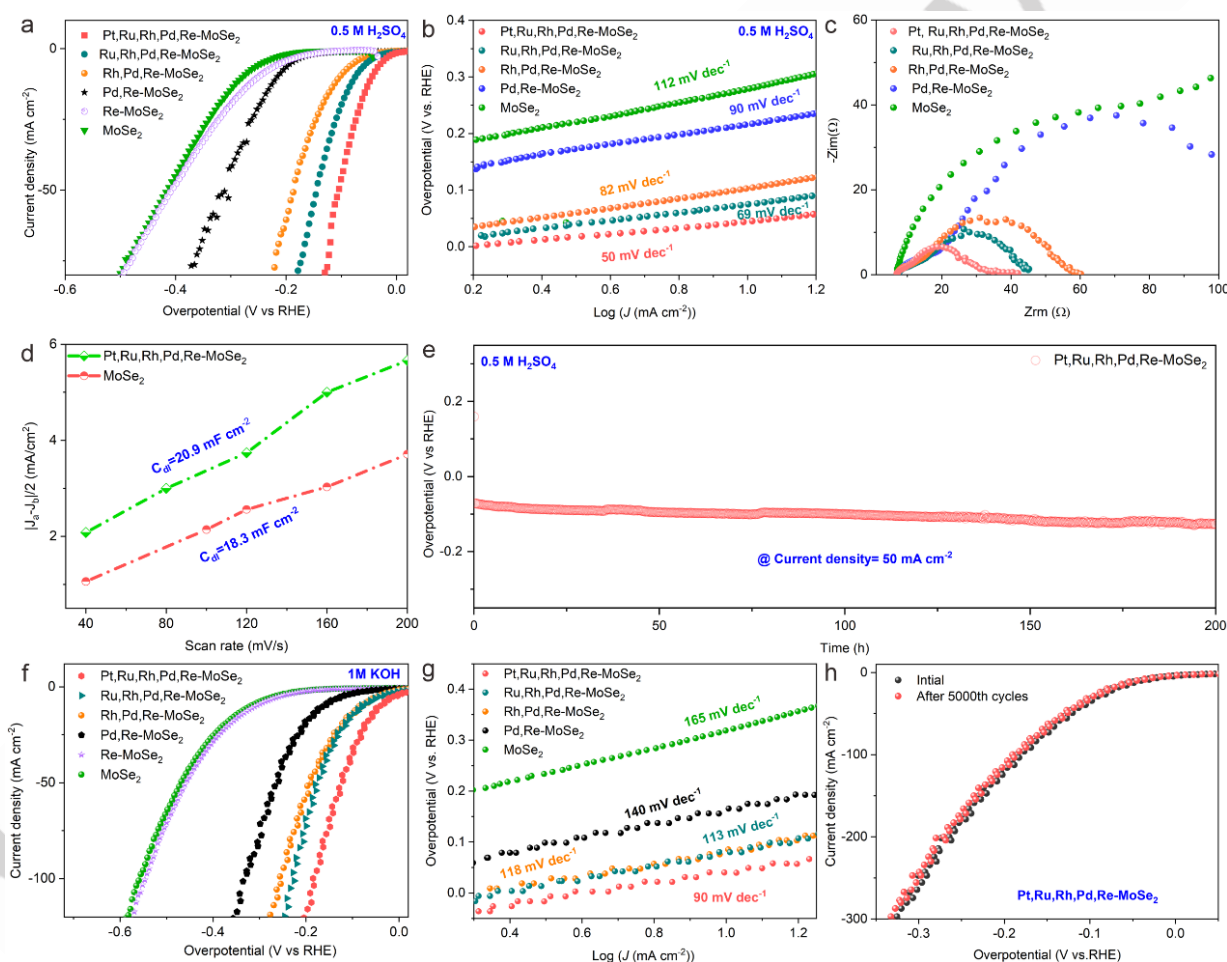 a
0.5 M H₂SO₄
Pt,Ru,Rh,Pd,Re-MoSe₂
Ru,Rh,Pd,Re-MoSe₂
Rh,Pd,Re-MoSe₂
Pd,Re-MoSe₂
Re-MoSe₂
MoSe₂
Current density (mA cm⁻²)
0
-50
-0.6
-0.4
-0.2
0.0
Overpotential (V vs RHE)
b
0.5 M H₂SO₄
Pt,Ru,Rh,Pd,Re-MoSe₂
Ru,Rh,Pd,Re-MoSe₂
Rh,Pd,Re-MoSe₂
Pd,Re-MoSe₂
MoSe₂
112 mV dec⁻¹
90 mV dec⁻¹
82 mV dec⁻¹
69 mV dec⁻¹
50 mV dec⁻¹
Overpotential (V vs. RHE)
0.4
0.3
0.2
0.1
0.0
0.2
0.4
0.6
0.8
1.0
1.2
Log (J (mA cm⁻²))
c
Pt, Ru,Rh,Pd,Re-MoSe₂
Ru,Rh,Pd,Re-MoSe₂
Rh,Pd,Re-MoSe₂
Pd,Re-MoSe₂
MoSe₂
-Zim(Ω)
60
50
40
30
20
10
0
20
40
60
80
100
Zrm (Ω)
d
Pt,Ru,Rh,Pd,Re-MoSe₂
MoSe₂
C_dl=20.9 mF cm⁻²
C_dl=18.3 mF cm⁻²
|J_a-J_b|/2 (mA/cm²)
6
4
2
40
80
120
160
200
Scan rate (mV/s)
e
0.5 M H₂SO₄
Pt,Ru,Rh,Pd,Re-MoSe₂
@ Current density= 50 mA cm⁻²
Overpotential (V vs RHE)
0.2
0.0
-0.2
0
50
100
150
200
Time (h)
f
1M KOH
Pt,Ru,Rh,Pd,Re-MoSe₂
Ru,Rh,Pd,Re-MoSe₂
Rh,Pd,Re-MoSe₂
Pd,Re-MoSe₂
Re-MoSe₂
MoSe₂
Current density (mA cm⁻²)
0
-50
-100
-0.6
-0.4
-0.2
0.0
Overpotential (V vs RHE)
g
Pt,Ru,Rh,Pd,Re-MoSe₂
Ru,Rh,Pd,Re-MoSe₂
Rh,Pd,Re-MoSe₂
Pd,Re-MoSe₂
MoSe₂
165 mV dec⁻¹
140 mV dec⁻¹
113 mV dec⁻¹
118 mV dec⁻¹
90 mV dec⁻¹
Overpotential (V vs. RHE)
0.4
0.3
0.2
0.1
0.0
0.4
0.6
0.8
1.0
1.2
Log (J (mA cm⁻²)
h
Intial
After 5000th cycles
Pt,Ru,Rh,Pd,Re-MoSe₂
Current density (mA cm⁻²)
0
-100
-200
-300
-0.3
-0.2
-0.1
0.0
Overpotential (V vs.RHE)